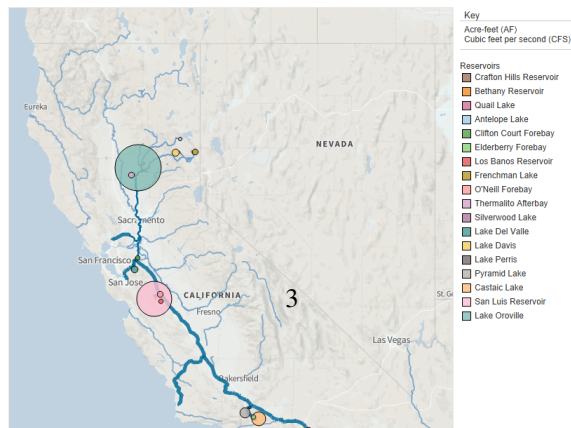 Key
Acre-feet (AF)
Cubic feet per second (CFS)
Reservoirs
Crafton Hills Reservoir
Bethany Reservoir
Quail Lake
Antelope Lake
Clifton Court Forebay
Elderberry Forebay
Los Banos Reservoir
Frenchman Lake
O'Neill Forebay
Thermalito Afterbay
Silverwood Lake
Lake Del Valle
Lake Davis
Lake Perris
Pyramid Lake
Castaic Lake
San Luis Reservoir
Lake Oroville
Eureka
NEVADA
Sacramento
San Francisco
San Jose
CALIFORNIA
3
Fresno
St. G
Las Vegas
Bakersfield